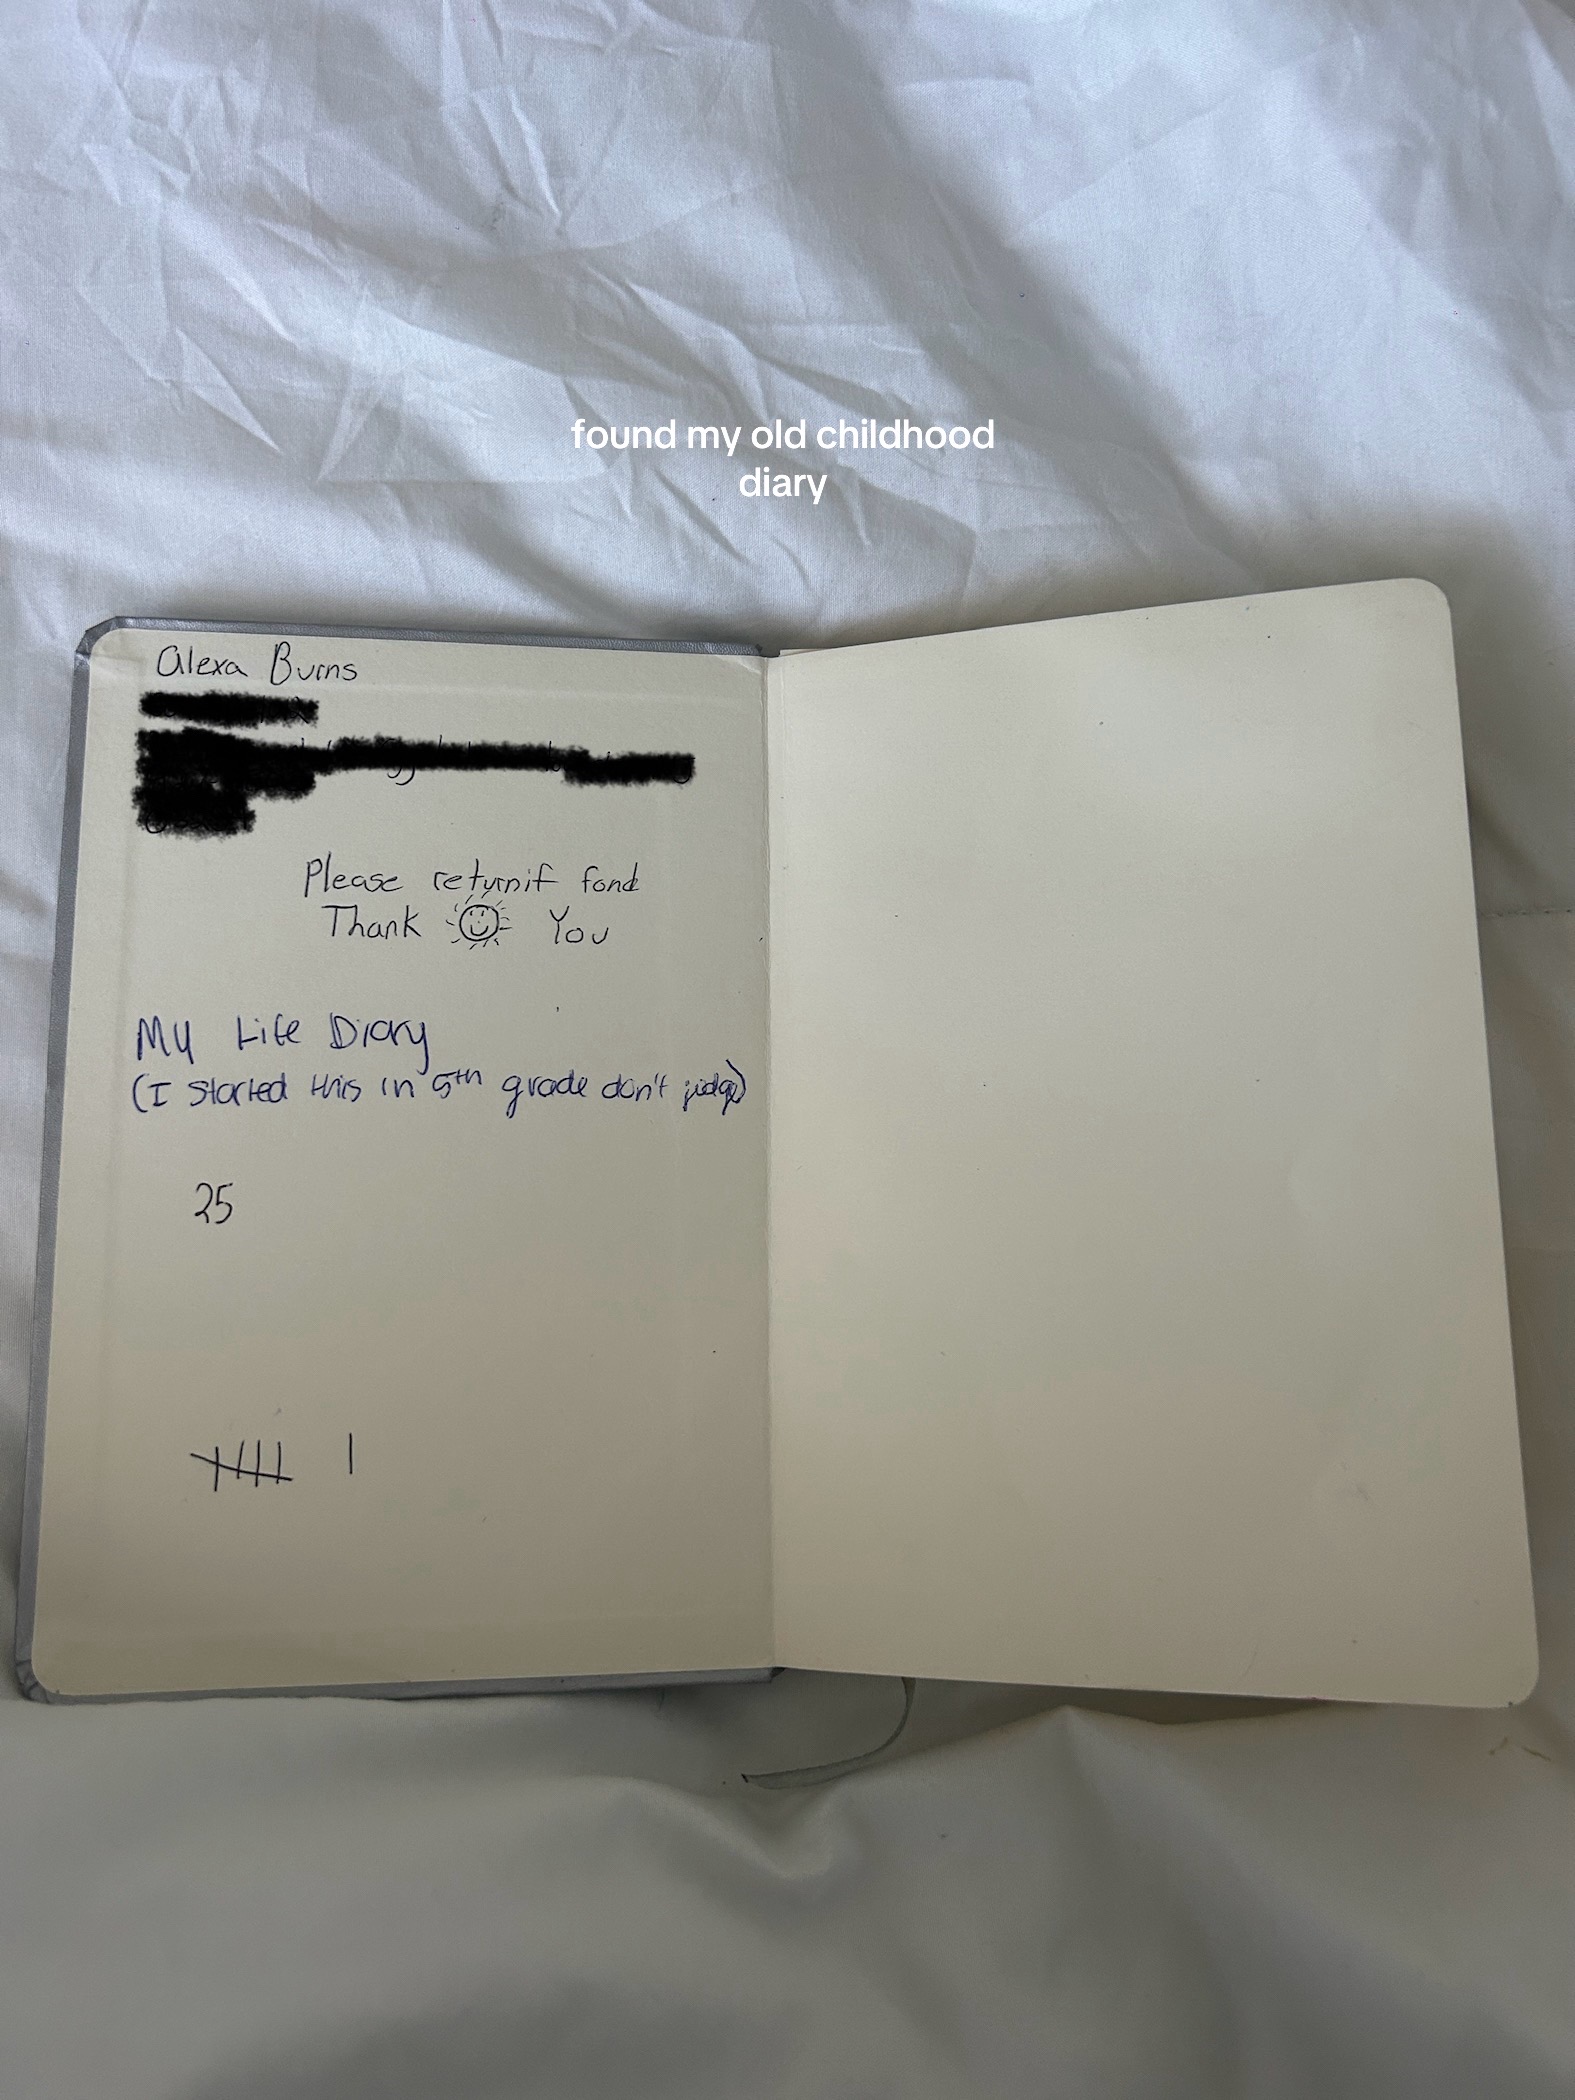 found my old childhood
diary
Alexa Burns
Please returnif fond
Thank You
My Life Diary
(I started this in 5th grade don't judge)
25